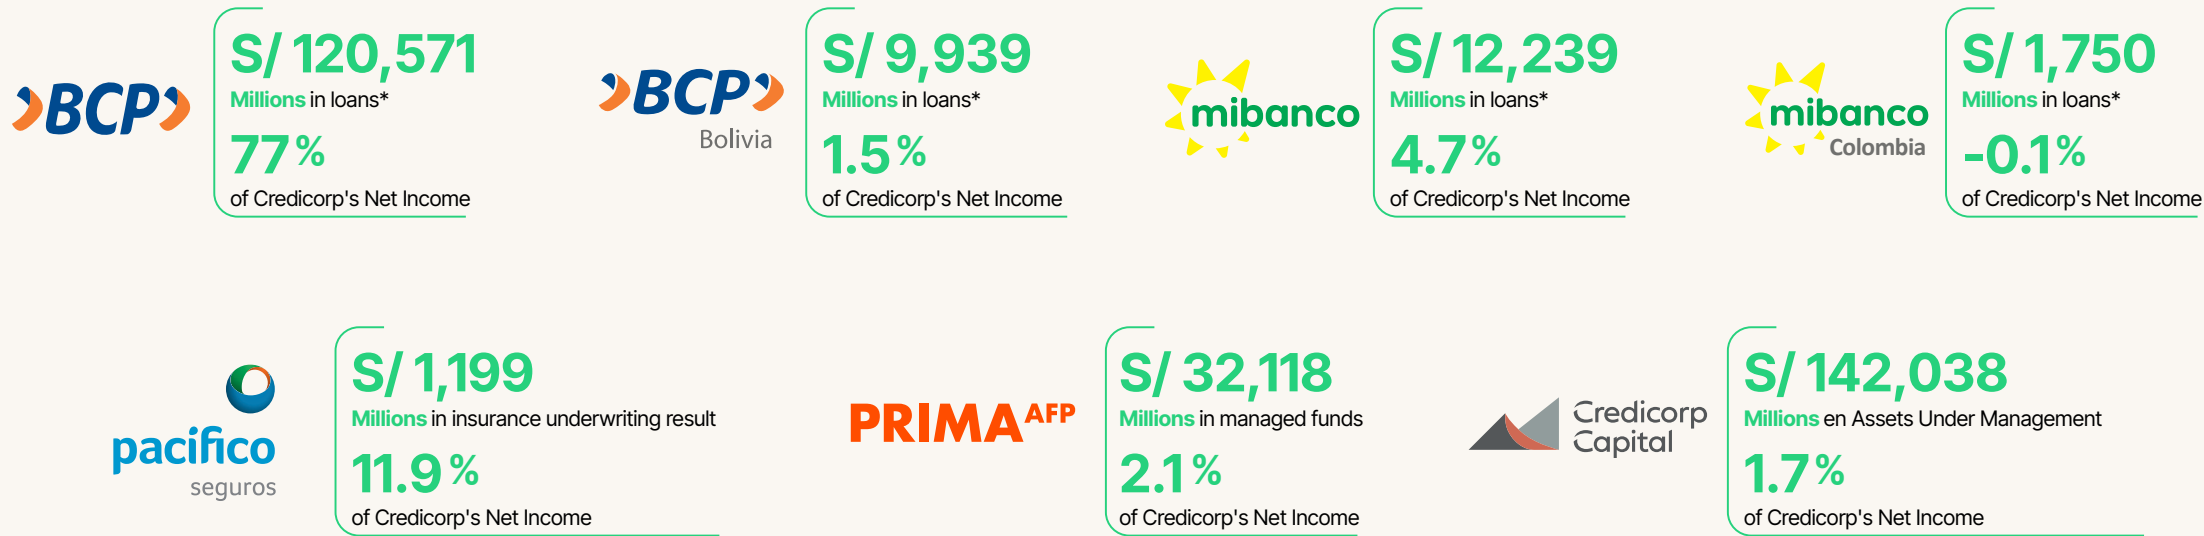 BCP
S/ 120,571
Millions in loans*
77%
of Credicorp's Net Income
BCP
Bolivia
S/ 9,939
Millions in loans*
1.5%
of Credicorp's Net Income
mibanco
S/ 12,239
Millions in loans*
4.7%
of Credicorp's Net Income
mibanco
Colombia
S/ 1,750
Millions in loans*
-0.1%
of Credicorp's Net Income
pacifico
seguros
S/ 1,199
Millions in insurance underwriting result
11.9%
of Credicorp's Net Income
PRIMA AFP
S/ 32,118
Millions in managed funds
2.1%
of Credicorp's Net Income
Credicorp
Capital
S/ 142,038
Millions en Assets Under Management
1.7%
of Credicorp's Net Income